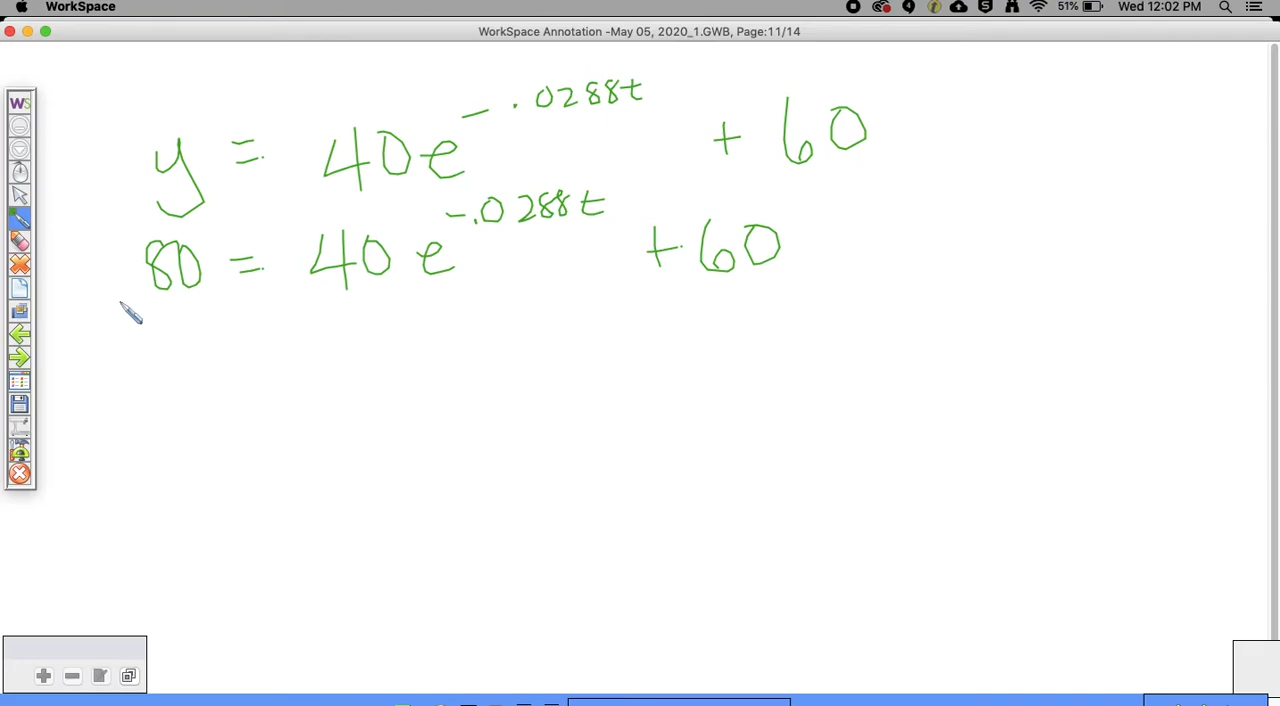 WorkSpace 51% Wed 12:02 PM
WorkSpace Annotation -May 05, 2020_1.GWB, Page:11/14
WS
y = 40e^{-.0288t} + 60
80 = 40e^{-.0288t} + 60